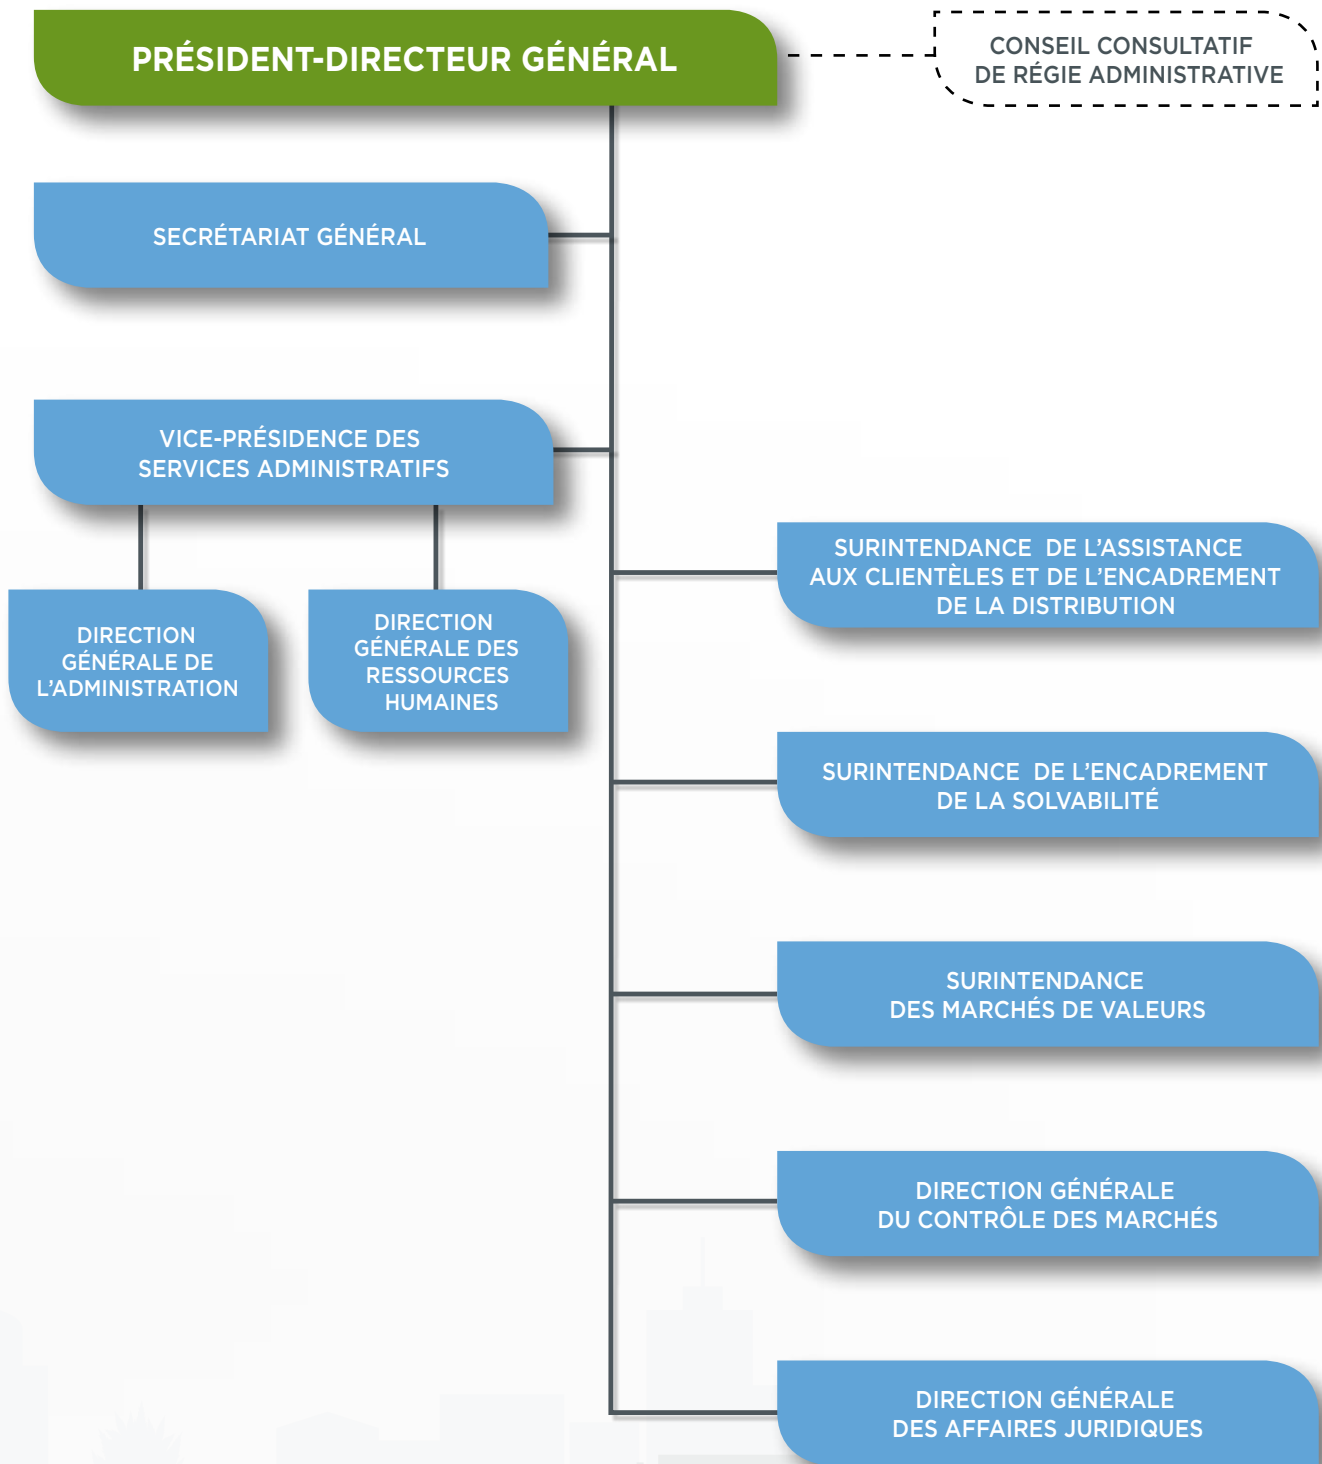 PRÉSIDENT-DIRECTEUR GÉNÉRAL
CONSEIL CONSULTATIF
DE RÉGIE ADMINISTRATIVE
SECRÉTARIAT GÉNÉRAL
VICE-PRÉSIDENCE DES
SERVICES ADMINISTRATIFS
DIRECTION
GÉNÉRALE DE
L’ADMINISTRATION
DIRECTION
GÉNÉRALE DES
RESSOURCES
HUMAINES
SURINTENDANCE DE L’ASSISTANCE
AUX CLIENTÈLES ET DE L’ENCADREMENT
DE LA DISTRIBUTION
SURINTENDANCE DE L’ENCADREMENT
DE LA SOLVABILITÉ
SURINTENDANCE
DES MARCHÉS DE VALEURS
DIRECTION GÉNÉRALE
DU CONTRÔLE DES MARCHÉS
DIRECTION GÉNÉRALE
DES AFFAIRES JURIDIQUES